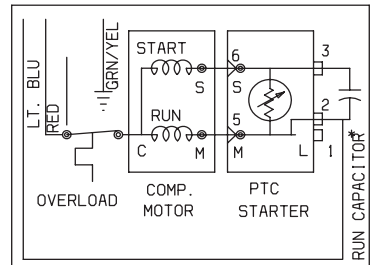 LT. BLU
RED
GRN/YEL
START
S
RUN
C
M
OVERLOAD
COMP.
MOTOR
6
S
5
M
L
PTC
STARTER
3
2
1
*
RUN CAPACITOR